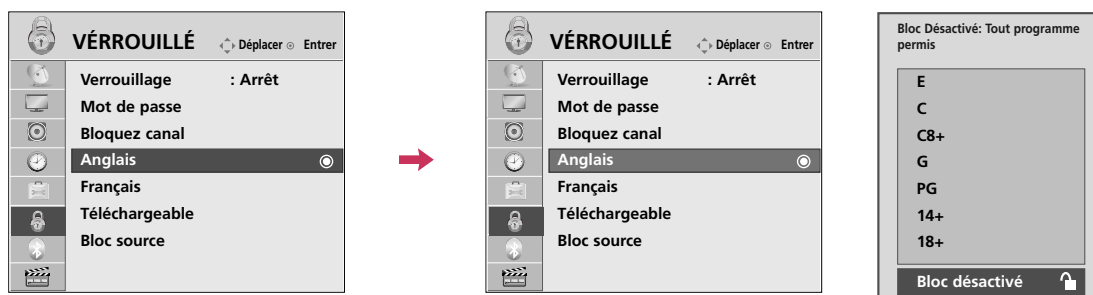 VÉRROUILLÉ Déplacer Entrer
Verrouillage : Arrêt
Mot de passe
Bloquez canal
Anglais
Français
Téléchargeable
Bloc source
VÉRROUILLÉ Déplacer Entrer
Verrouillage : Arrêt
Mot de passe
Bloquez canal
Anglais
Français
Téléchargeable
Bloc source
Bloc Désactivé: Tout programme
permis
E
C
C8+
G
PG
14+
18+
Bloc désactivé